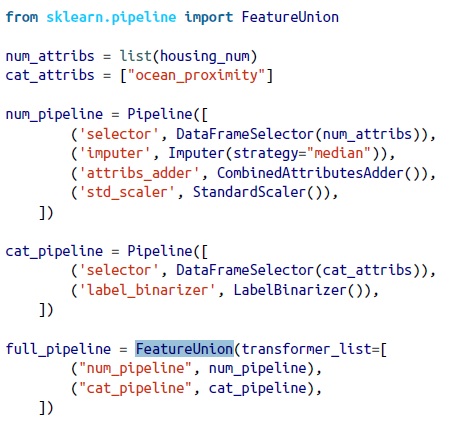 from sklearn.pipeline import FeatureUnion
num_attribs = list(housing_num)
cat_attribs = ["ocean_proximity"]
num_pipeline = Pipeline([
        ('selector', DataFrameSelector(num_attribs)),
        ('imputer', Imputer(strategy="median")),
        ('attribs_adder', CombinedAttributesAdder()),
        ('std_scaler', StandardScaler()),
    ])
cat_pipeline = Pipeline([
        ('selector', DataFrameSelector(cat_attribs)),
        ('label_binarizer', LabelBinarizer()),
    ])
full_pipeline = FeatureUnion(transformer_list=[
        ("num_pipeline", num_pipeline),
        ("cat_pipeline", cat_pipeline),
    ])